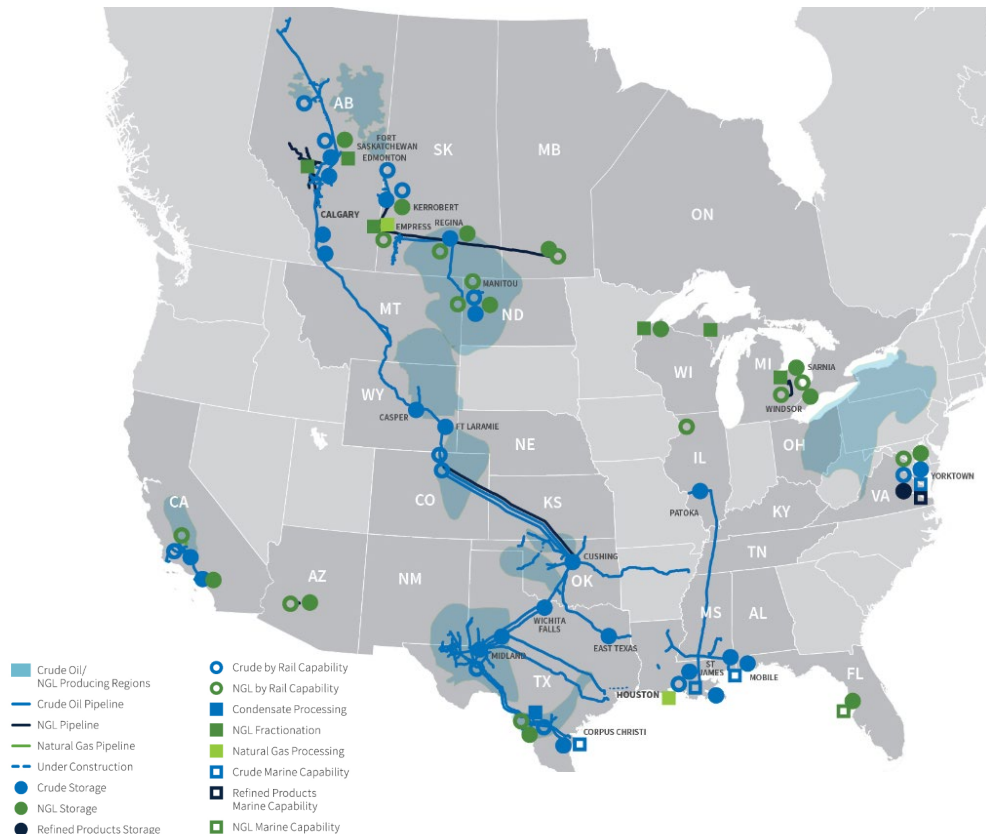 AB
FORT
SASKATCHEWAN
EDMONTON
SK
MB
ON
KERROBERT
CALGARY
EMPRESS
REGINA
MANITOU
MT
ND
WI
MI
SARNIA
WINDSOR
WY
CASPER
FT LARAMIE
NE
IL
OH
CA
CO
KS
PATOKA
KY
VA
YORKTOWN
CUSHING
TN
AZ
NM
OK
MS
AL
WICHITA
FALLS
EAST TEXAS
MIDLAND
ST
JAMES
MOBILE
TX
HOUSTON
FL
CORPUS CHRISTI
Crude Oil/
NGL Producing Regions
Crude Oil Pipeline
NGL Pipeline
Natural Gas Pipeline
Under Construction
Crude Storage
NGL Storage
Refined Products Storage
Crude by Rail Capability
NGL by Rail Capability
Condensate Processing
NGL Fractionation
Natural Gas Processing
Crude Marine Capability
Refined Products
Marine Capability
NGL Marine Capability